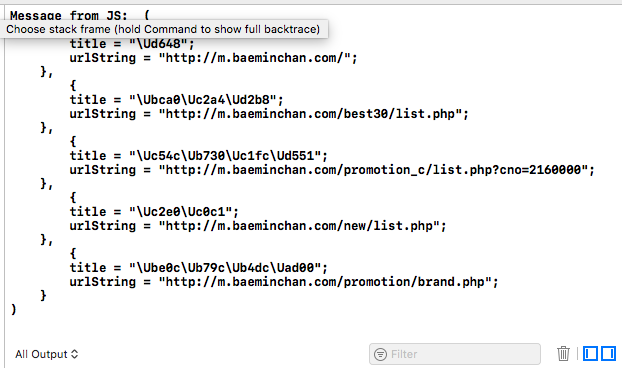 Message from JS:  (
Choose stack frame (hold Command to show full backtrace)
title = "\Ud648";
urlString = "http://m.baeminchan.com/";
},
{
title = "\Ubca0\Uc2a4\Ud2b8";
urlString = "http://m.baeminchan.com/best30/list.php";
},
{
title = "\Uc54c\Ub730\Uc1fc\Ud551";
urlString = "http://m.baeminchan.com/promotion_c/list.php?cno=2160000";
},
{
title = "\Uc2e0\Uc0c1";
urlString = "http://m.baeminchan.com/new/list.php";
},
{
title = "\Ube0c\Ub79c\Ub4dc\Uad00";
urlString = "http://m.baeminchan.com/promotion/brand.php";
}
)
All Output
Filter